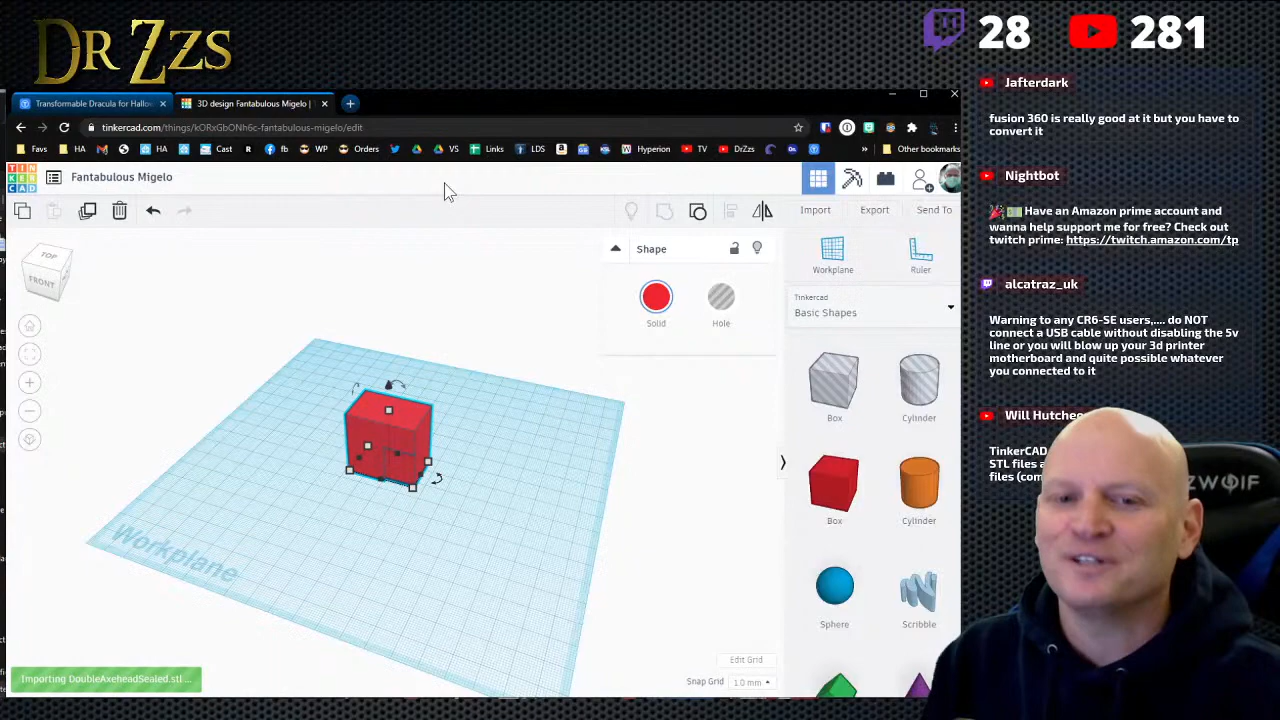 DR ZZS
28
281
Transformable Dracula for Hallo
3D design Fantabulous Migelo |
tinkercad.com/things/kORxGbONh6c-fantabulous-migelo/edit
Favs
HA
HA
Cast
fb
WP
Orders
VS
Links
LDS
Hyperion
TV
DrZzs
»
Other bookmarks
TIN
KER
CAD
Fantabulous Migelo
Import
Export
Send To
Shape
Solid
Hole
Workplane
Ruler
Tinkercad
Basic Shapes
Box
Cylinder
Box
Cylinder
Sphere
Scribble
TOP
FRONT
Workplane
Edit Grid
Snap Grid
1.0 mm
Importing DoubleAxeheadSealed.stl ...
Jafterdark
fusion 360 is really good at it but you have to
convert it
Nightbot
Have an Amazon prime account and
wanna help support me for free? Check out
twitch prime: https://twitch.amazon.com/tp
alcatraz_uk
Warning to any CR6-SE users,.... do NOT
connect a USB cable without disabling the 5v
line or you will blow up your 3d printer
motherboard and quite possible whatever
you connected to it
Will Hutche
TinkerCAD
STL files a
files (com